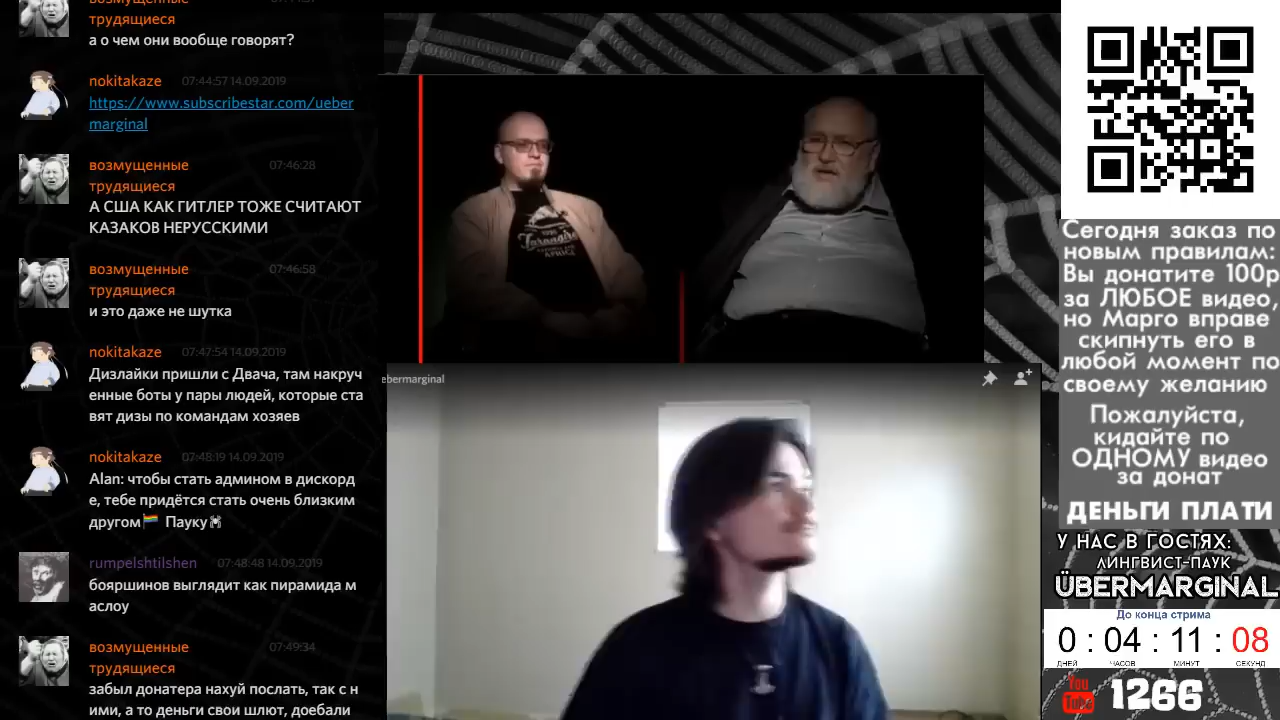 возмущенные
трудящиеся
а о чем они вообще говорят?
nokitakaze 07:44:57 14.09.2019
https://www.subscribestar.com/ueber
marginal
возмущенные 07:46:28
трудящиеся
А США КАК ГИТЛЕР ТОЖЕ СЧИТАЮТ
КАЗАКОВ НЕРУССКИМИ
возмущенные 07:46:58
трудящиеся
и это даже не шутка
nokitakaze 07:47:54 14.09.2019
Дизлайки пришли с Двача, там накруч
енные боты у пары людей, которые ста
вят дизы по командам хозяев
nokitakaze 07:48:19 14.09.2019
Alan: чтобы стать админом в дискорд
е, тебе придётся стать очень близким
другом🏳️‍🌈 Пауку🕷
rumpelshtilshen 07:48:48 14.09.2019
бояршинов выглядит как пирамида м
аслоу
возмущенные 07:49:34
трудящиеся
забыл донатера нахуй послать, так с н
ими, а то деньги свои шлют, доебали
ebermarginal
Сегодня заказ по
новым правилам:
Вы донатите 100р
за ЛЮБОЕ видео,
но Марго вправе
скипнуть его в
любой момент по
своему желанию
Пожалуйста,
кидайте по
ОДНОМУ видео
за донат
ДЕНЬГИ ПЛАТИ
У НАС В ГОСТЯХ:
ЛИНГВИСТ-ПАУК
ÜBERMARGINAL
До конца стрима
0 : 04 : 11 : 08
ДНЕЙ ЧАСОВ МИНУТ СЕКУНД
You Tube 1266